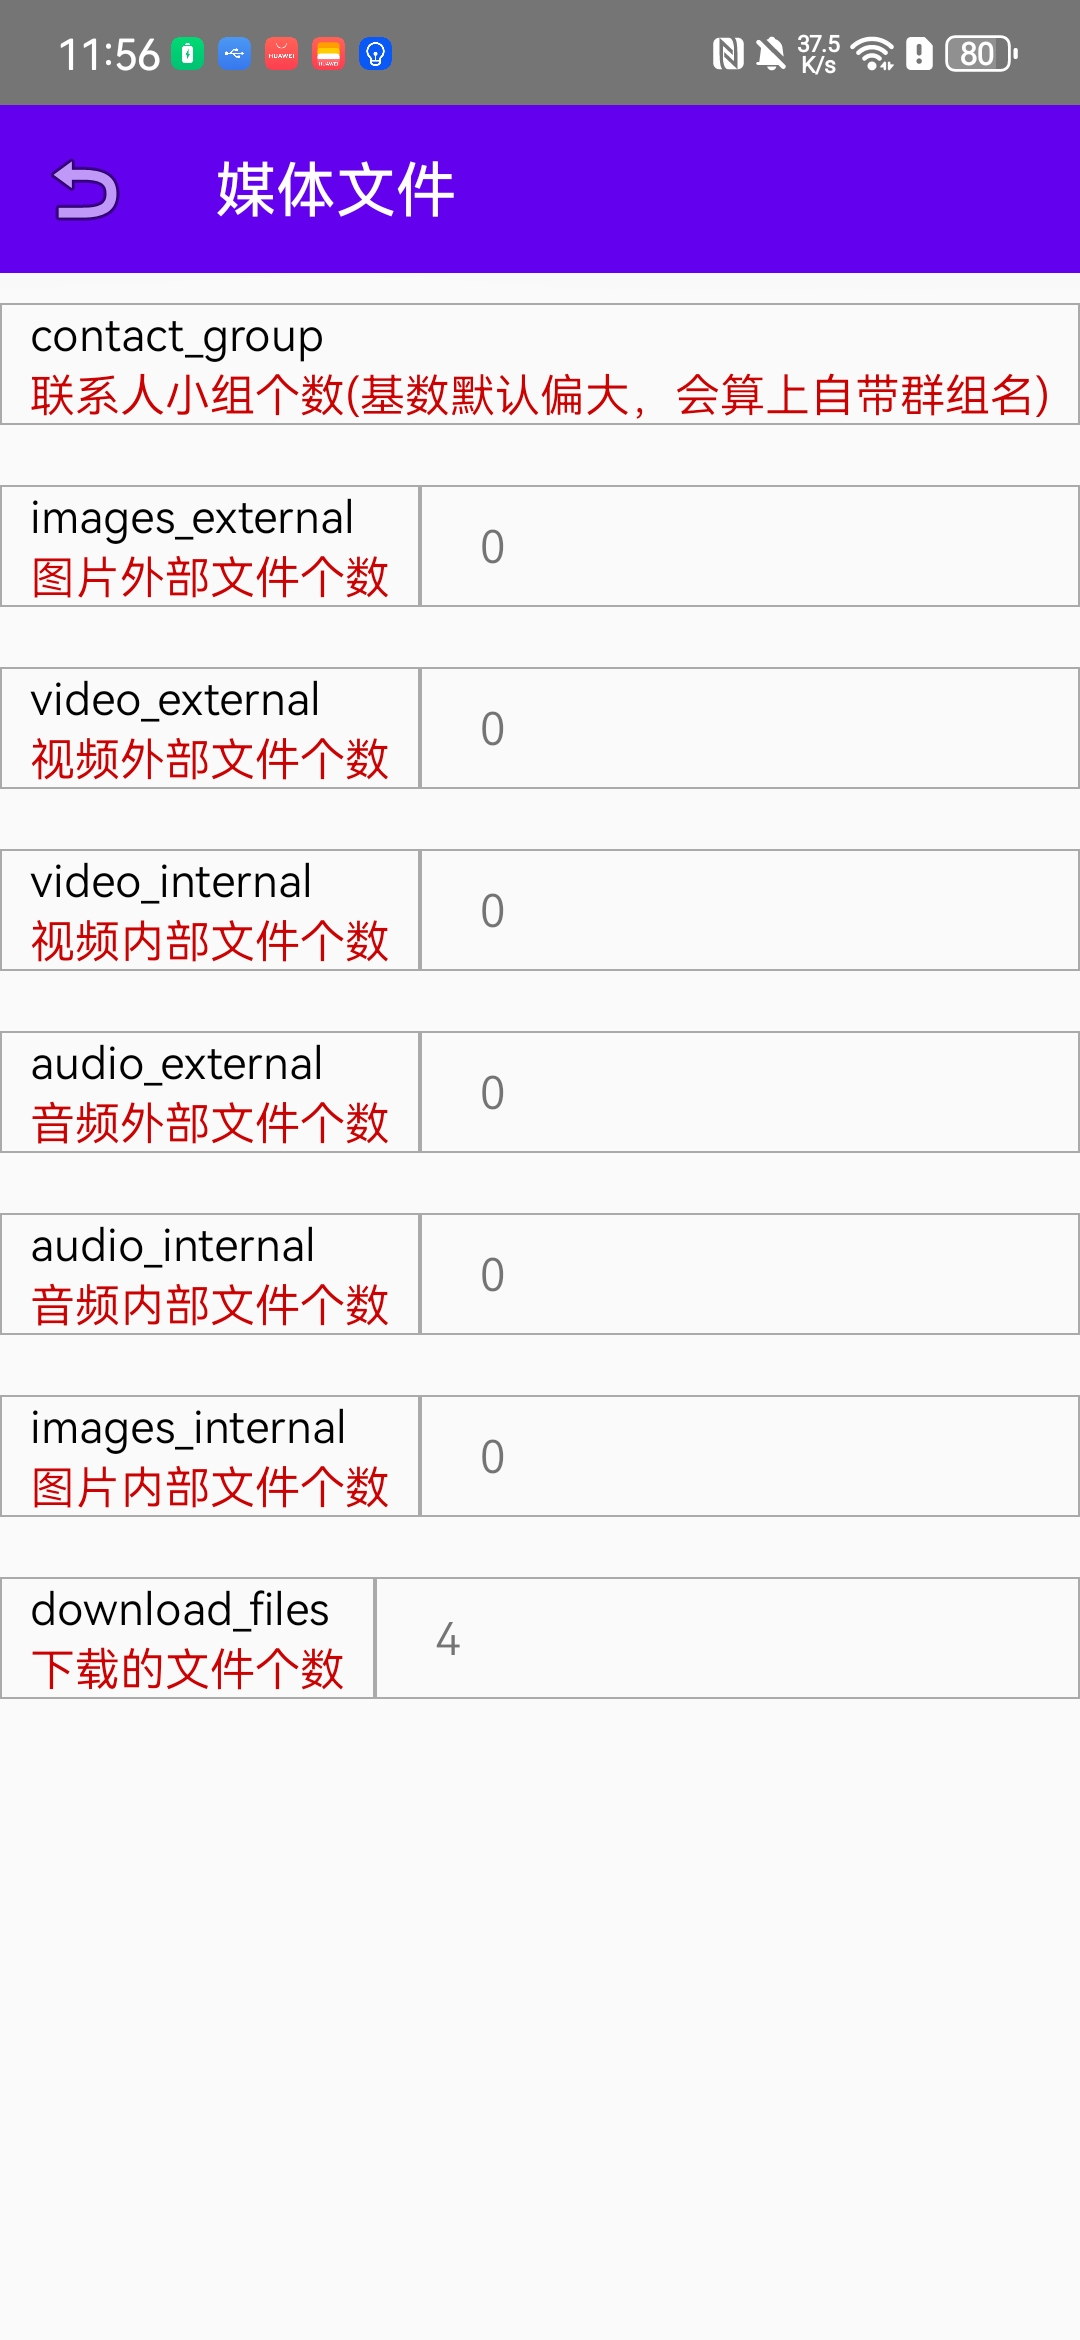 11:56
HUAWEI
HUAWEI
37.5
K/s
80
媒体文件
contact_group
联系人小组个数(基数默认偏大，会算上自带群组名)
images_external
图片外部文件个数
0
video_external
视频外部文件个数
0
video_internal
视频内部文件个数
0
audio_external
音频外部文件个数
0
audio_internal
音频内部文件个数
0
images_internal
图片内部文件个数
0
download_files
下载的文件个数
4